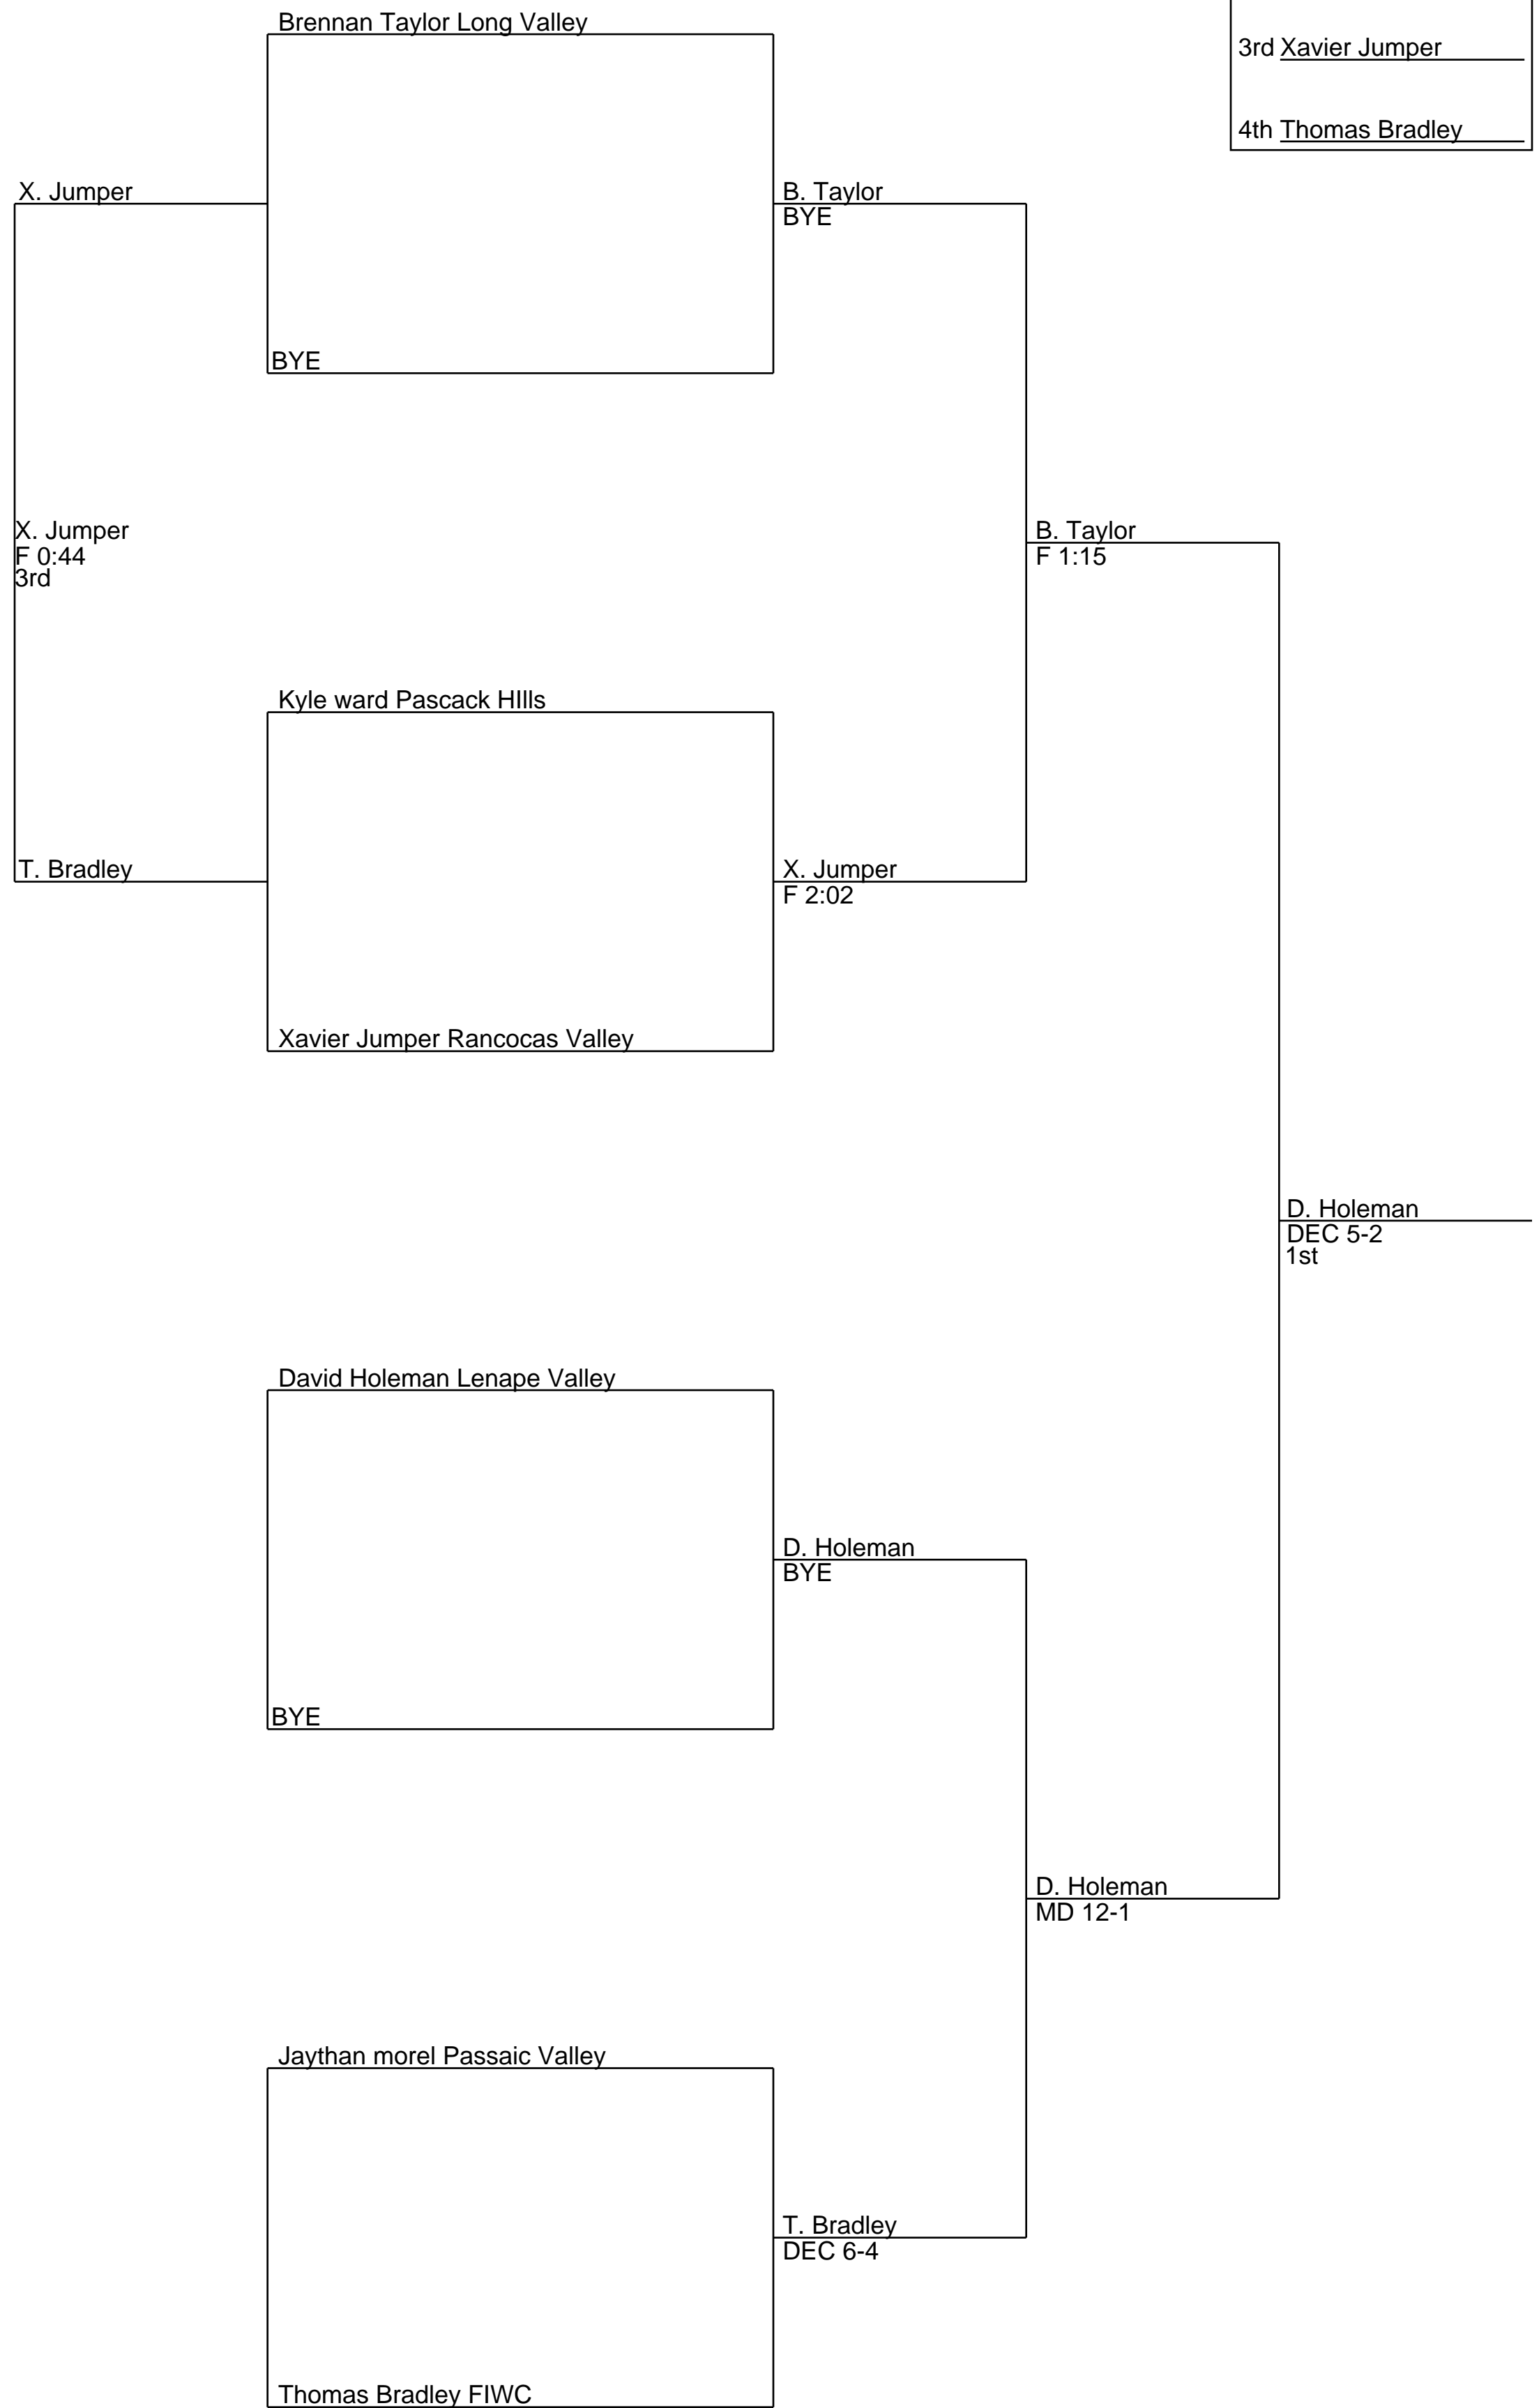 Brennan Taylor Long Valley
3rd Xavier Jumper
4th Thomas Bradley
X. Jumper
B. Taylor
BYE
BYE
X. Jumper
F 0:44
3rd
B. Taylor
F 1:15
Kyle ward Pascack HIlls
T. Bradley
X. Jumper
F 2:02
Xavier Jumper Rancocas Valley
D. Holeman
DEC 5-2
1st
David Holeman Lenape Valley
D. Holeman
BYE
BYE
D. Holeman
MD 12-1
Jaythan morel Passaic Valley
T. Bradley
DEC 6-4
Thomas Bradley FIWC